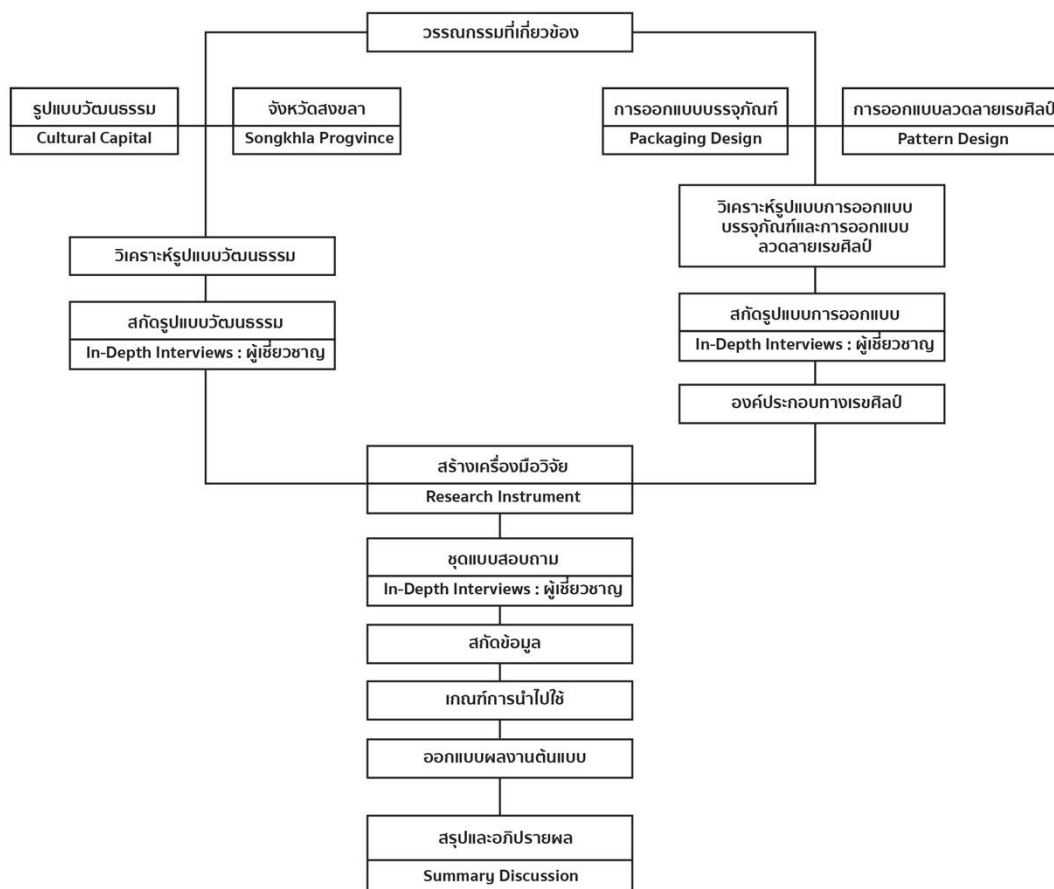 วรรณกรรมที่เกี่ยวข้อง
รูปแบบวัฒนธรรม
Cultural Capital
จังหวัดสงขลา
Songkhla Progvince
การออกแบบบรรจุภัณฑ์
Packaging Design
การออกแบบลวดลายเรขศิลป์
Pattern Design
วิเคราะห์รูปแบบวัฒนธรรม
สกัดรูปแบบวัฒนธรรม
In-Depth Interviews : ผู้เชี่ยวชาญ
วิเคราะห์รูปแบบการออกแบบ
บรรจุภัณฑ์และการออกแบบ
ลวดลายเรขศิลป์
สกัดรูปแบบการออกแบบ
In-Depth Interviews : ผู้เชี่ยวชาญ
องค์ประกอบทางเรขศิลป์
สร้างเครื่องมือวิจัย
Research Instrument
ชุดแบบสอบถาม
In-Depth Interviews : ผู้เชี่ยวชาญ
สกัดข้อมูล
เกณฑ์การนำไปใช้
ออกแบบผลงานต้นแบบ
สรุปและอภิปรายผล
Summary Discussion